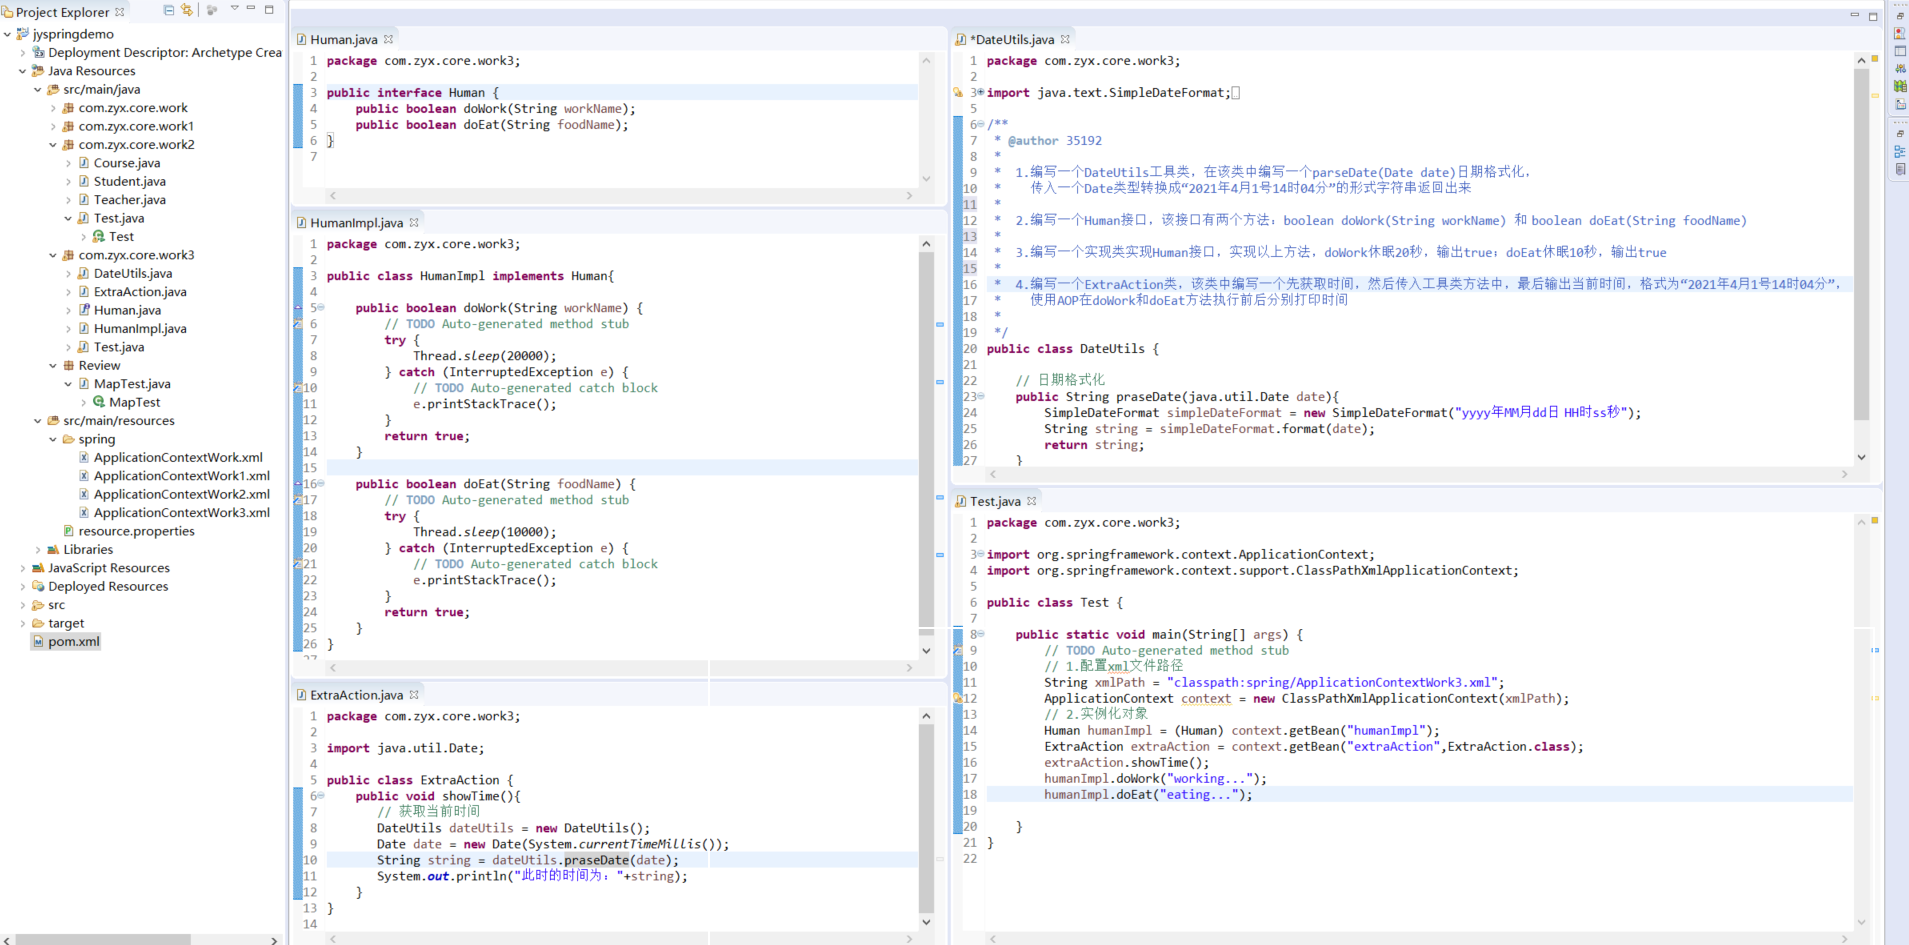 Project Explorer
jyspringdemo
Deployment Descriptor: Archetype Crea
Java Resources
src/main/java
com.zyx.core.work
com.zyx.core.work1
com.zyx.core.work2
Course.java
Student.java
Teacher.java
Test.java
Test
com.zyx.core.work3
DateUtils.java
ExtraAction.java
Human.java
HumanImpl.java
Test.java
Review
MapTest.java
MapTest
src/main/resources
spring
ApplicationContextWork.xml
ApplicationContextWork1.xml
ApplicationContextWork2.xml
ApplicationContextWork3.xml
resource.properties
Libraries
JavaScript Resources
Deployed Resources
src
target
pom.xml
Human.java
1 package com.zyx.core.work3;
2
3 public interface Human {
4 public boolean doWork(String workName);
5 public boolean doEat(String foodName);
6 }
7
HumanImpl.java
1 package com.zyx.core.work3;
2
3 public class HumanImpl implements Human{
4
5 public boolean doWork(String workName) {
6 // TODO Auto-generated method stub
7 try {
8 Thread.sleep(20000);
9 } catch (InterruptedException e) {
10 // TODO Auto-generated catch block
11 e.printStackTrace();
12 }
13 return true;
14 }
15
16 public boolean doEat(String foodName) {
17 // TODO Auto-generated method stub
18 try {
19 Thread.sleep(10000);
20 } catch (InterruptedException e) {
21 // TODO Auto-generated catch block
22 e.printStackTrace();
23 }
24 return true;
25 }
26 }
27
ExtraAction.java
1 package com.zyx.core.work3;
2
3 import java.util.Date;
4
5 public class ExtraAction {
6 public void showTime(){
7 // 获取当前时间
8 DateUtils dateUtils = new DateUtils();
9 Date date = new Date(System.currentTimeMillis());
10 String string = dateUtils.praseDate(date);
11 System.out.println("此时的时间为："+string);
12 }
13 }
14
*DateUtils.java
1 package com.zyx.core.work3;
2
3 import java.text.SimpleDateFormat;
5
6 /**
7 * @author 35192
8 *
9 * 1.编写一个DateUtils工具类，在该类中编写一个parseDate(Date date)日期格式化，
10 * 传入一个Date类型转换成“2021年4月1号14时04分”的形式字符串返回出来
11 *
12 * 2.编写一个Human接口，该接口有两个方法：boolean doWork(String workName) 和 boolean doEat(String foodName)
13 *
14 * 3.编写一个实现类实现Human接口，实现以上方法，doWork休眠20秒，输出true；doEat休眠10秒，输出true
15 *
16 * 4.编写一个ExtraAction类，该类中编写一个先获取时间，然后传入工具类方法中，最后输出当前时间，格式为“2021年4月1号14时04分”，
17 * 使用AOP在doWork和doEat方法执行前后分别打印时间
18 *
19 */
20 public class DateUtils {
21
22 // 日期格式化
23 public String praseDate(java.util.Date date){
24 SimpleDateFormat simpleDateFormat = new SimpleDateFormat("yyyy年MM月dd日 HH时ss秒");
25 String string = simpleDateFormat.format(date);
26 return string;
27 }
Test.java
1 package com.zyx.core.work3;
2
3 import org.springframework.context.ApplicationContext;
4 import org.springframework.context.support.ClassPathXmlApplicationContext;
5
6 public class Test {
7
8 public static void main(String[] args) {
9 // TODO Auto-generated method stub
10 // 1.配置xml文件路径
11 String xmlPath = "classpath:spring/ApplicationContextWork3.xml";
12 ApplicationContext context = new ClassPathXmlApplicationContext(xmlPath);
13 // 2.实例化对象
14 Human humanImpl = (Human) context.getBean("humanImpl");
15 ExtraAction extraAction = context.getBean("extraAction",ExtraAction.class);
16 extraAction.showTime();
17 humanImpl.doWork("working...");
18 humanImpl.doEat("eating...");
19
20 }
21 }
22